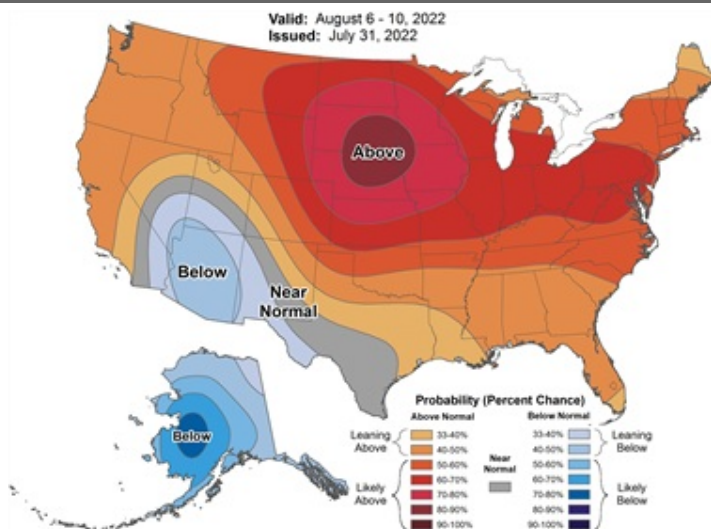 Valid: August 6 - 10, 2022
Issued: July 31, 2022
Above
Below
Near
Normal
Below
Probability (Percent Chance)
Above Normal
Below Normal
Leaning
Above
33-40%
40-50%
Likely
Above
50-60%
60-70%
70-80%
80-90%
90-100%
Near
Normal
33-40%
40-50%
Leaning
Below
50-60%
60-70%
70-80%
80-90%
90-100%
Likely
Below